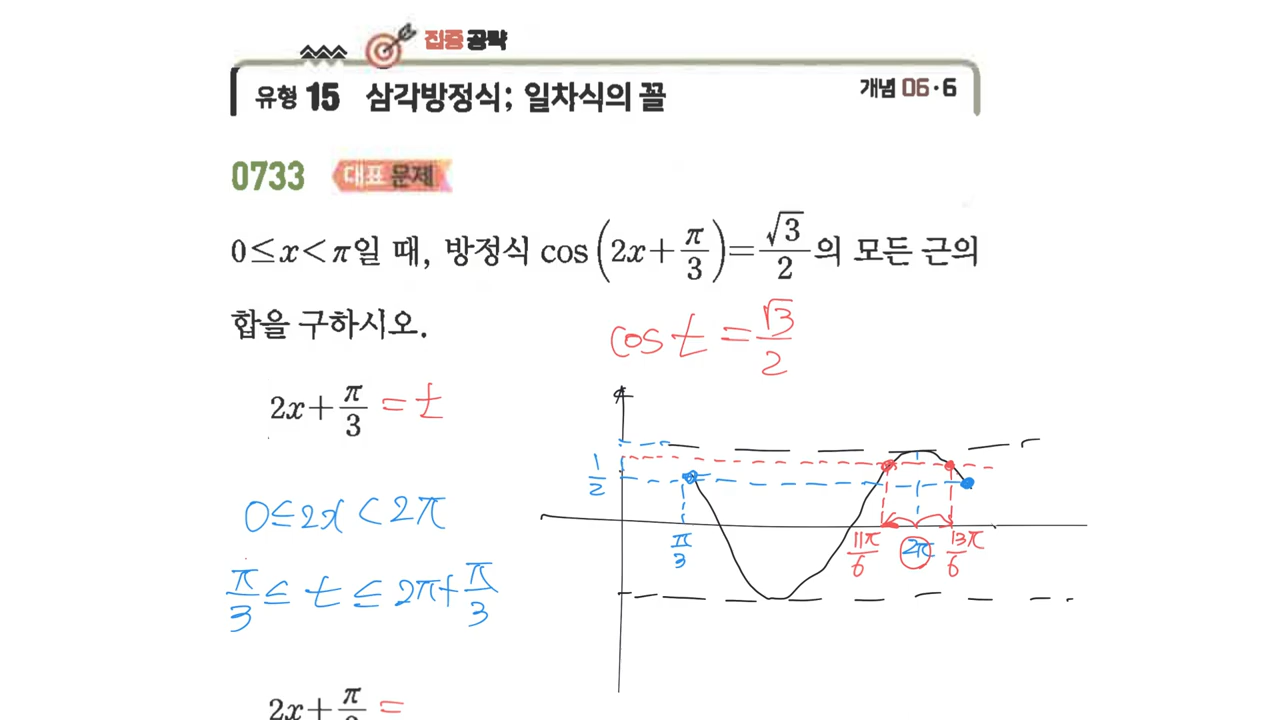 집중 공략
유형 15 삼각방정식; 일차식의 꼴 개념 06·6
0733 대표 문제
0≤x<π일 때, 방정식 cos(2x+π/3)=√3/2의 모든 근의
합을 구하시오.
cos t = √3/2
2x+π/3 = t
1/2
0≤2x<2π
π/3 11π/6 2π 13π/6
π/3 ≤ t ≤ 2π+π/3
2x+π =